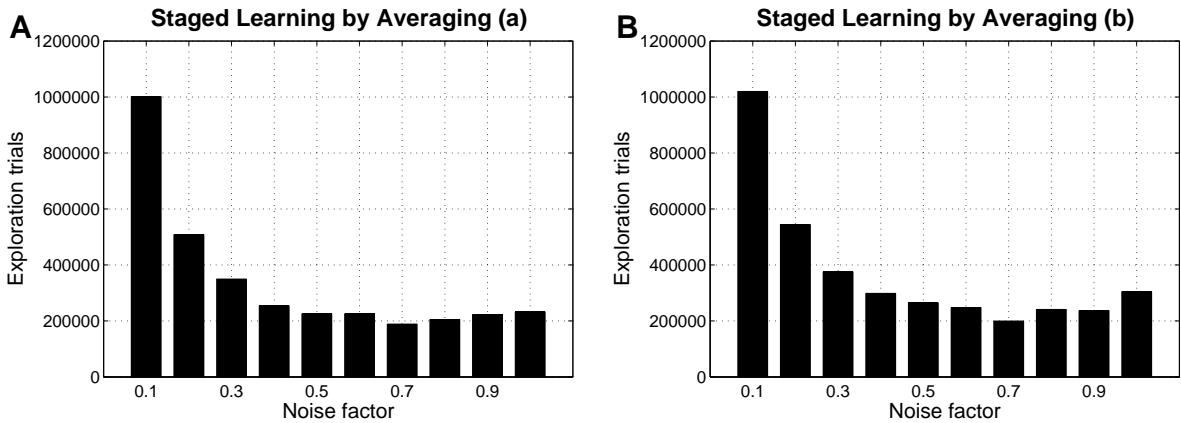 A
Staged Learning by Averaging (a)
1200000
1000000
800000
600000
400000
200000
0
Exploration trials
0.1 0.3 0.5 0.7 0.9
Noise factor
B
Staged Learning by Averaging (b)
1200000
1000000
800000
600000
400000
200000
0
Exploration trials
0.1 0.3 0.5 0.7 0.9
Noise factor